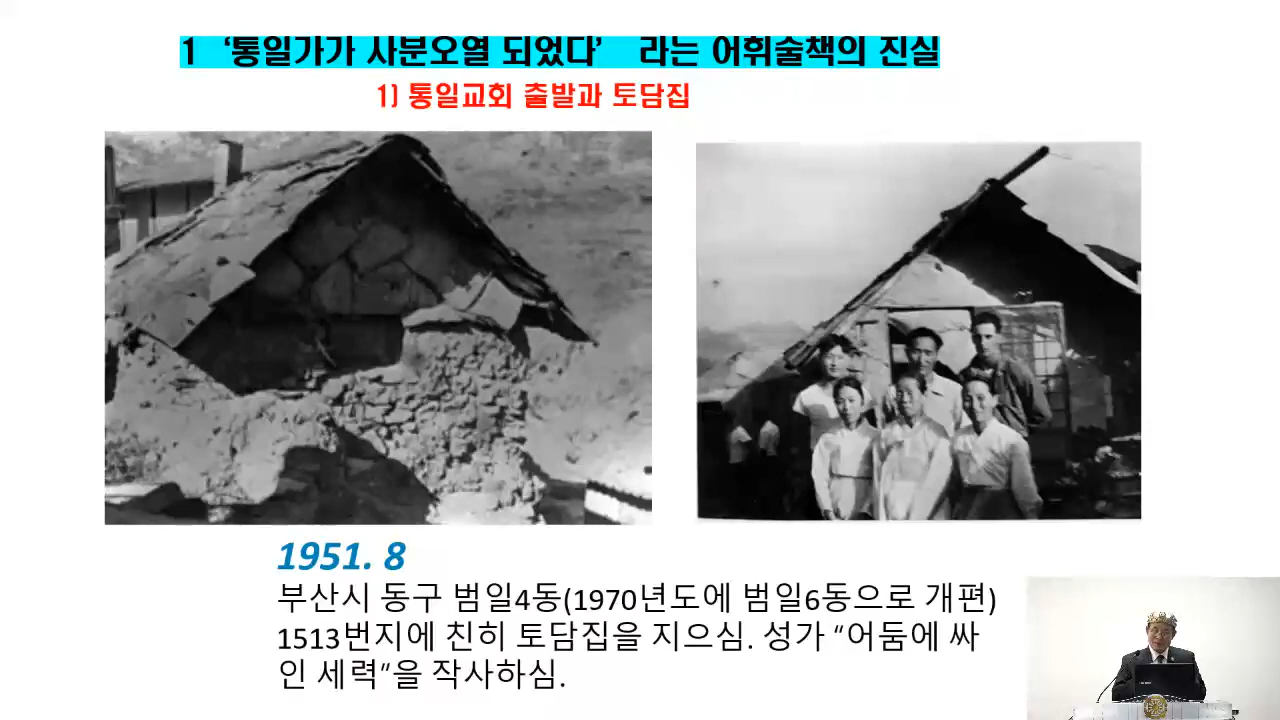 1 ‘통일가가 사분오열 되었다’ 라는 어휘술책의 진실
1) 통일교회 출발과 토담집
1951. 8
부산시 동구 범일4동(1970년도에 범일6동으로 개편)
1513번지에 친히 토담집을 지으심. 성가 “어둠에 싸
인 세력”을 작사하심.